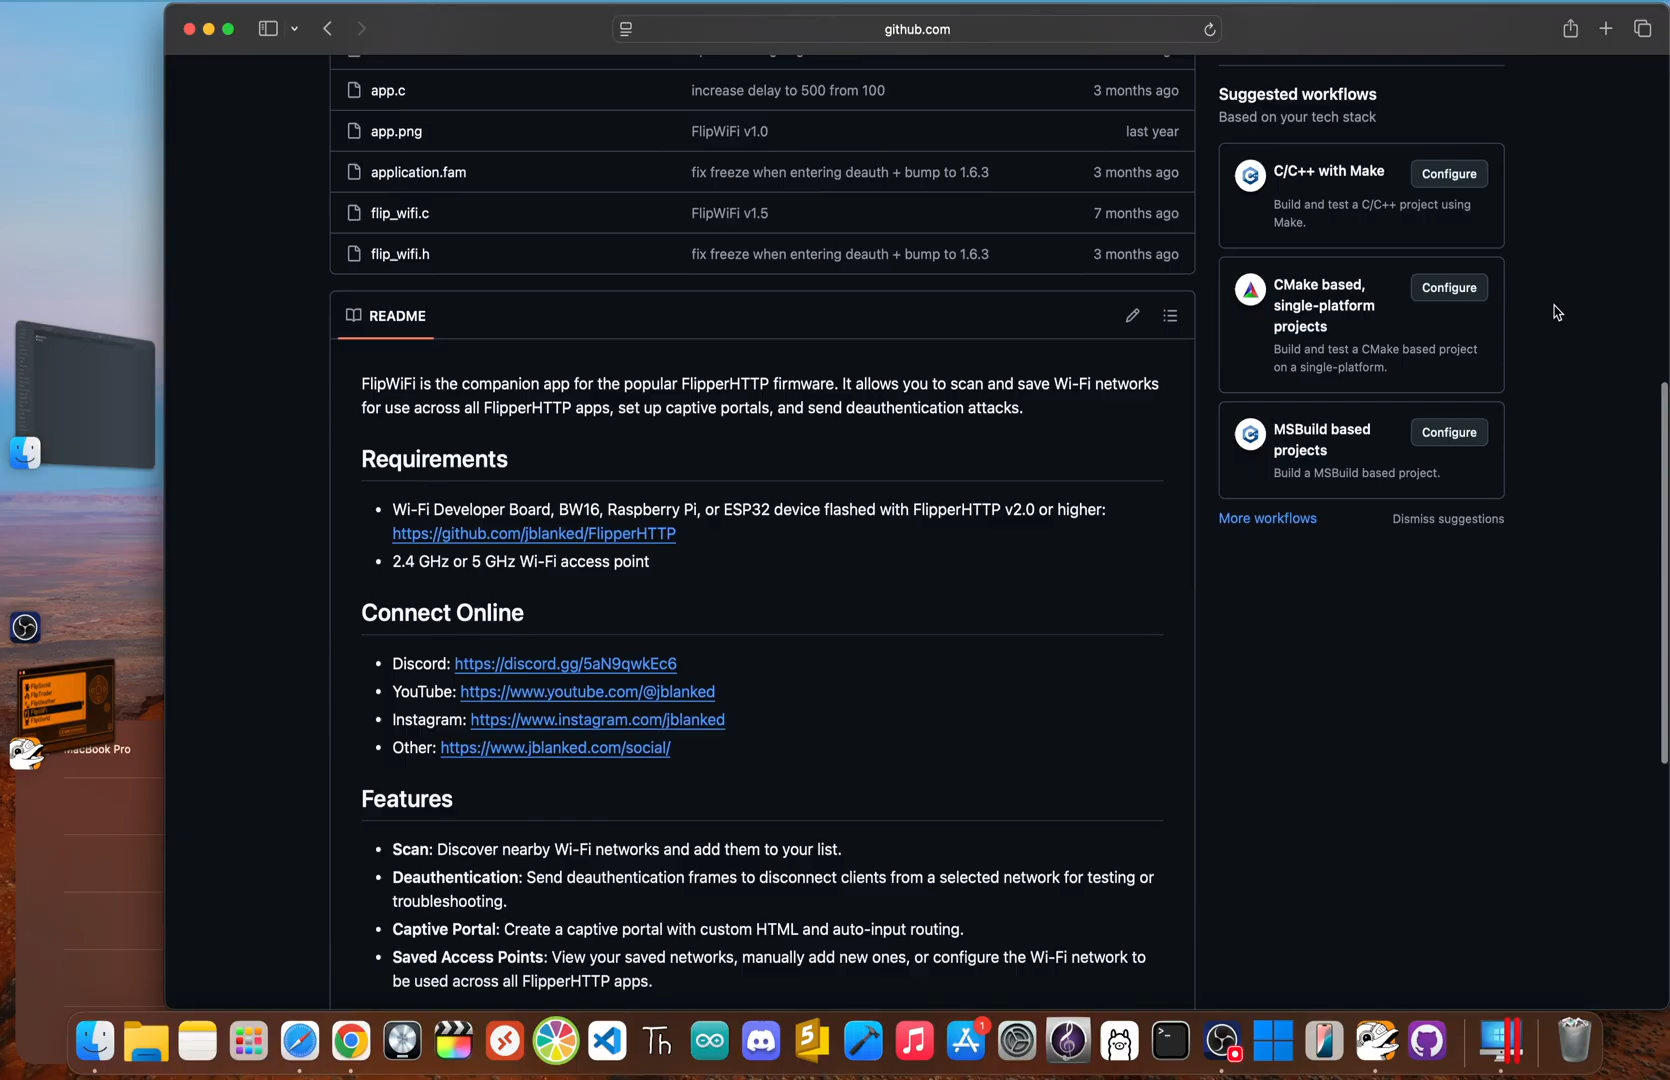 github.com
app.c increase delay to 500 from 100 3 months ago
app.png FlipWiFi v1.0 last year
application.fam fix freeze when entering deauth + bump to 1.6.3 3 months ago
flip_wifi.c FlipWiFi v1.5 7 months ago
flip_wifi.h fix freeze when entering deauth + bump to 1.6.3 3 months ago
README
FlipWiFi is the companion app for the popular FlipperHTTP firmware. It allows you to scan and save Wi-Fi networks
for use across all FlipperHTTP apps, set up captive portals, and send deauthentication attacks.
Requirements
• Wi-Fi Developer Board, BW16, Raspberry Pi, or ESP32 device flashed with FlipperHTTP v2.0 or higher:
https://github.com/jblanked/FlipperHTTP
• 2.4 GHz or 5 GHz Wi-Fi access point
Connect Online
• Discord: https://discord.gg/5aN9qwkEc6
• YouTube: https://www.youtube.com/@jblanked
• Instagram: https://www.instagram.com/jblanked
• Other: https://www.jblanked.com/social/
Features
• Scan: Discover nearby Wi-Fi networks and add them to your list.
• Deauthentication: Send deauthentication frames to disconnect clients from a selected network for testing or
troubleshooting.
• Captive Portal: Create a captive portal with custom HTML and auto-input routing.
• Saved Access Points: View your saved networks, manually add new ones, or configure the Wi-Fi network to
be used across all FlipperHTTP apps.
Suggested workflows
Based on your tech stack
C/C++ with Make Configure
Build and test a C/C++ project using
Make.
CMake based, Configure
single-platform
projects
Build and test a CMake based project
on a single-platform.
MSBuild based Configure
projects
Build a MSBuild based project.
More workflows Dismiss suggestions
MacBook Pro
Th
5
1